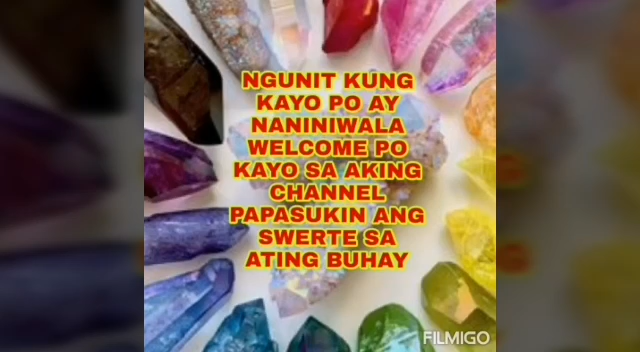 NGUNIT KUNG
KAYO PO AY
NANINIWALA
WELCOME PO
KAYO SA AKING
CHANNEL
PAPASUKIN ANG
SWERTE SA
ATING BUHAY
FILMIGO